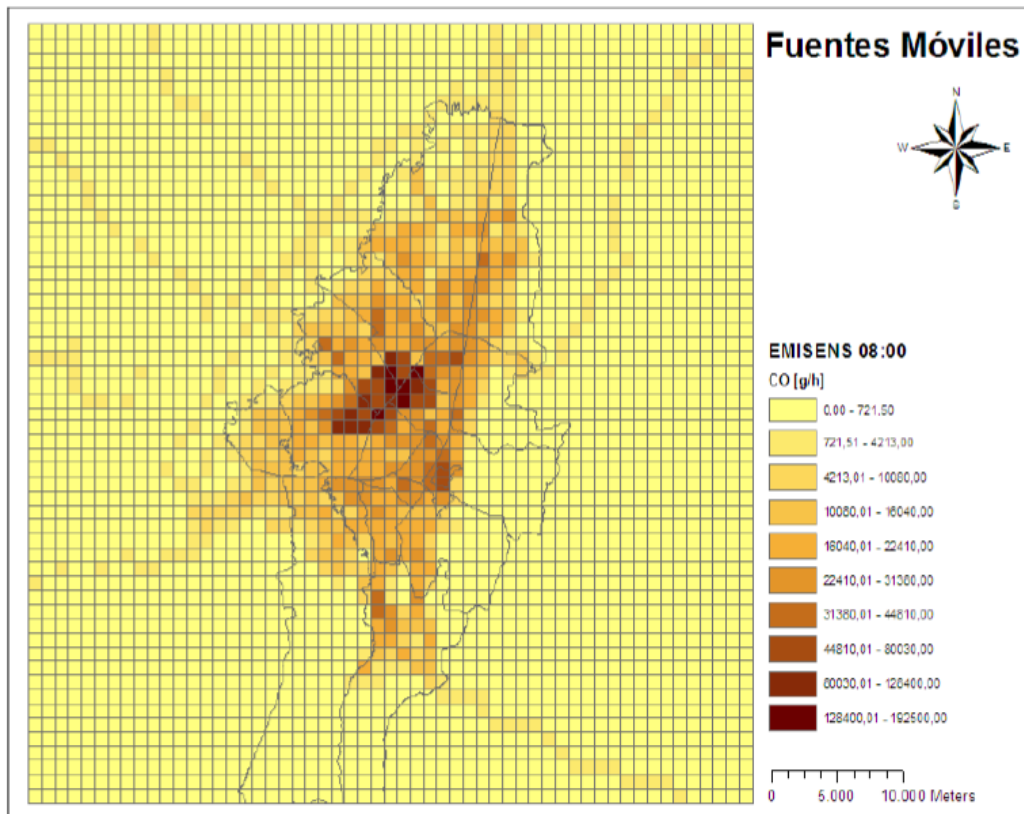 Fuentes Móviles
N
W E
S
EMISENS 08:00
CO [g/h]
0,00 - 721,50
721,51 - 4213,00
4213,01 - 10080,00
10080,01 - 16040,00
16040,01 - 22410,00
22410,01 - 31380,00
31380,01 - 44810,00
44810,01 - 80030,00
80030,01 - 128400,00
128400,01 - 192500,00
0 5.000 10.000 Meters